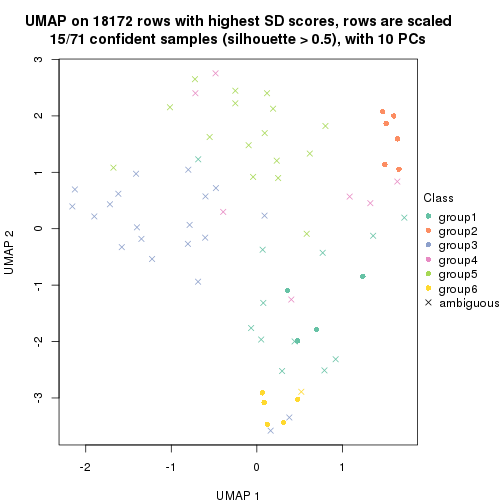 UMAP on 18172 rows with highest SD scores, rows are scaled
15/71 confident samples (silhouette > 0.5), with 10 PCs
3
2
1
0
-1
-2
-3
UMAP 2
-2
-1
0
1
UMAP 1
Class
group1
group2
group3
group4
group5
group6
ambiguous